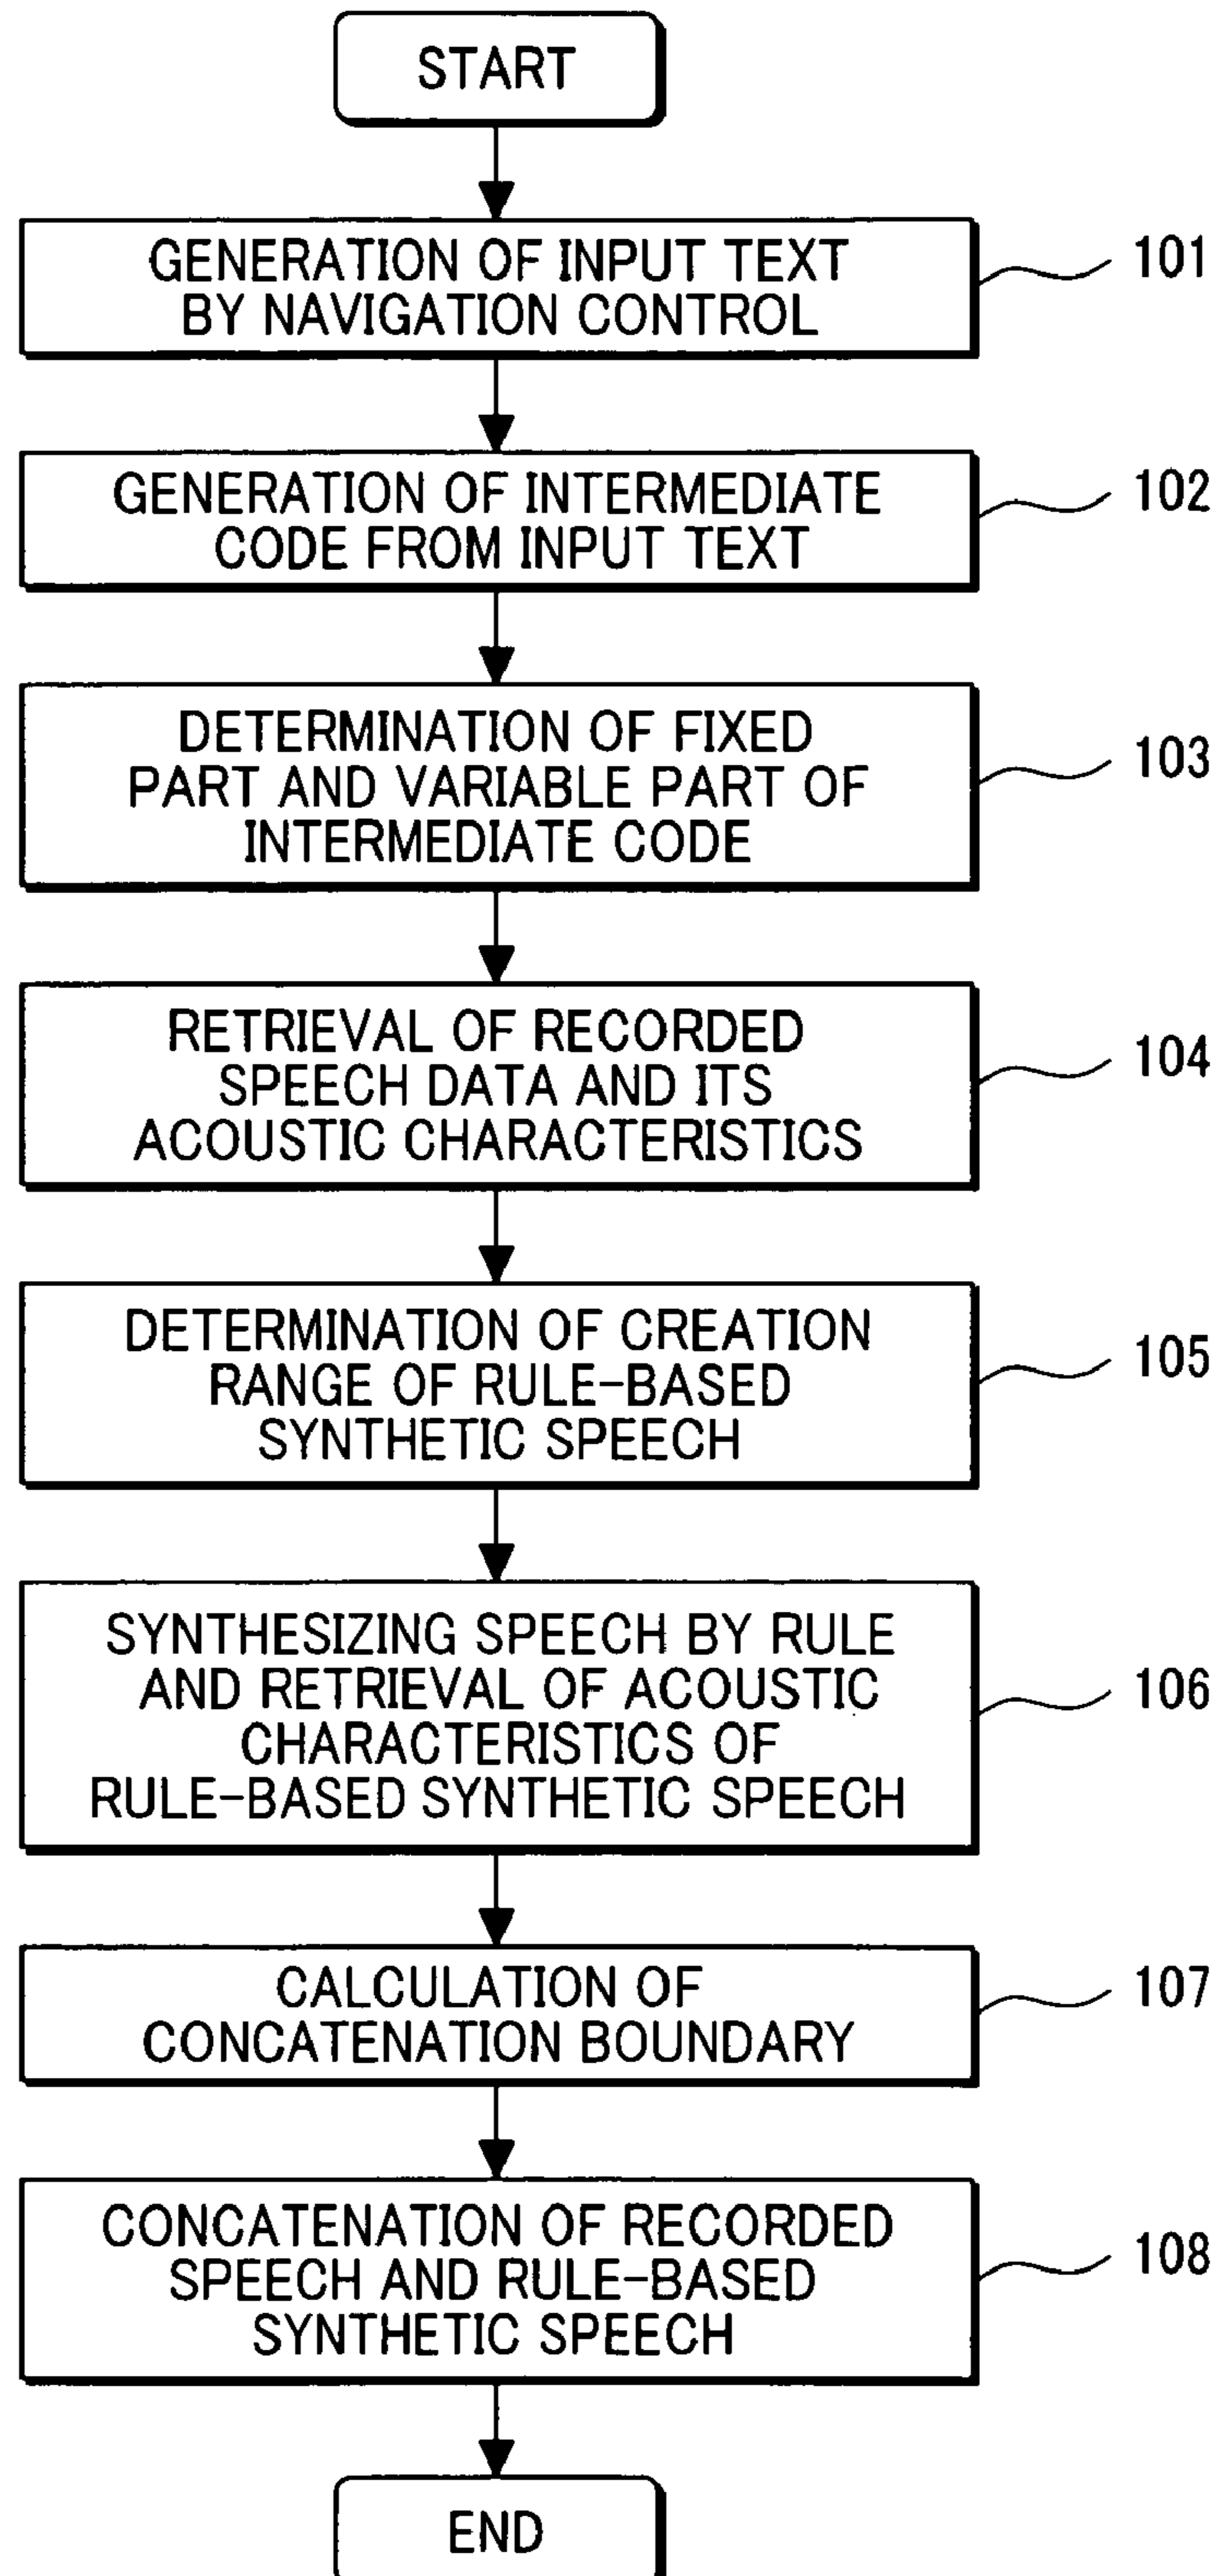 START
GENERATION OF INPUT TEXT
BY NAVIGATION CONTROL
101
GENERATION OF INTERMEDIATE
CODE FROM INPUT TEXT
102
DETERMINATION OF FIXED
PART AND VARIABLE PART OF
INTERMEDIATE CODE
103
RETRIEVAL OF RECORDED
SPEECH DATA AND ITS
ACOUSTIC CHARACTERISTICS
104
DETERMINATION OF CREATION
RANGE OF RULE-BASED
SYNTHETIC SPEECH
105
SYNTHESIZING SPEECH BY RULE
AND RETRIEVAL OF ACOUSTIC
CHARACTERISTICS OF
RULE-BASED SYNTHETIC SPEECH
106
CALCULATION OF
CONCATENATION BOUNDARY
107
CONCATENATION OF RECORDED
SPEECH AND RULE-BASED
SYNTHETIC SPEECH
108
END